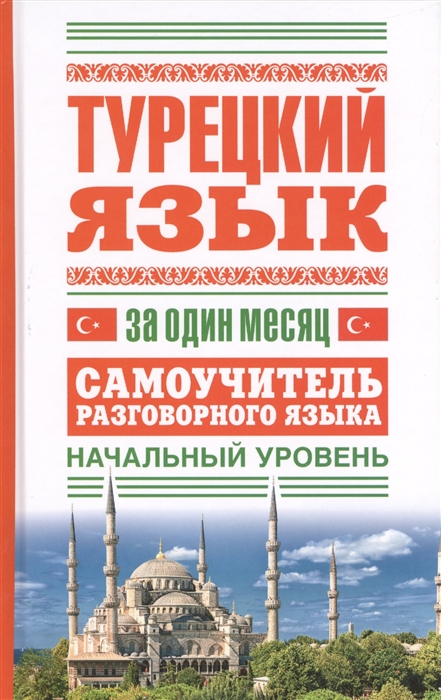 ТУРЕЦКИЙ
ЯЗЫК
ЗА ОДИН МЕСЯЦ
САМОУЧИТЕЛЬ
РАЗГОВОРНОГО ЯЗЫКА
НАЧАЛЬНЫЙ УРОВЕНЬ